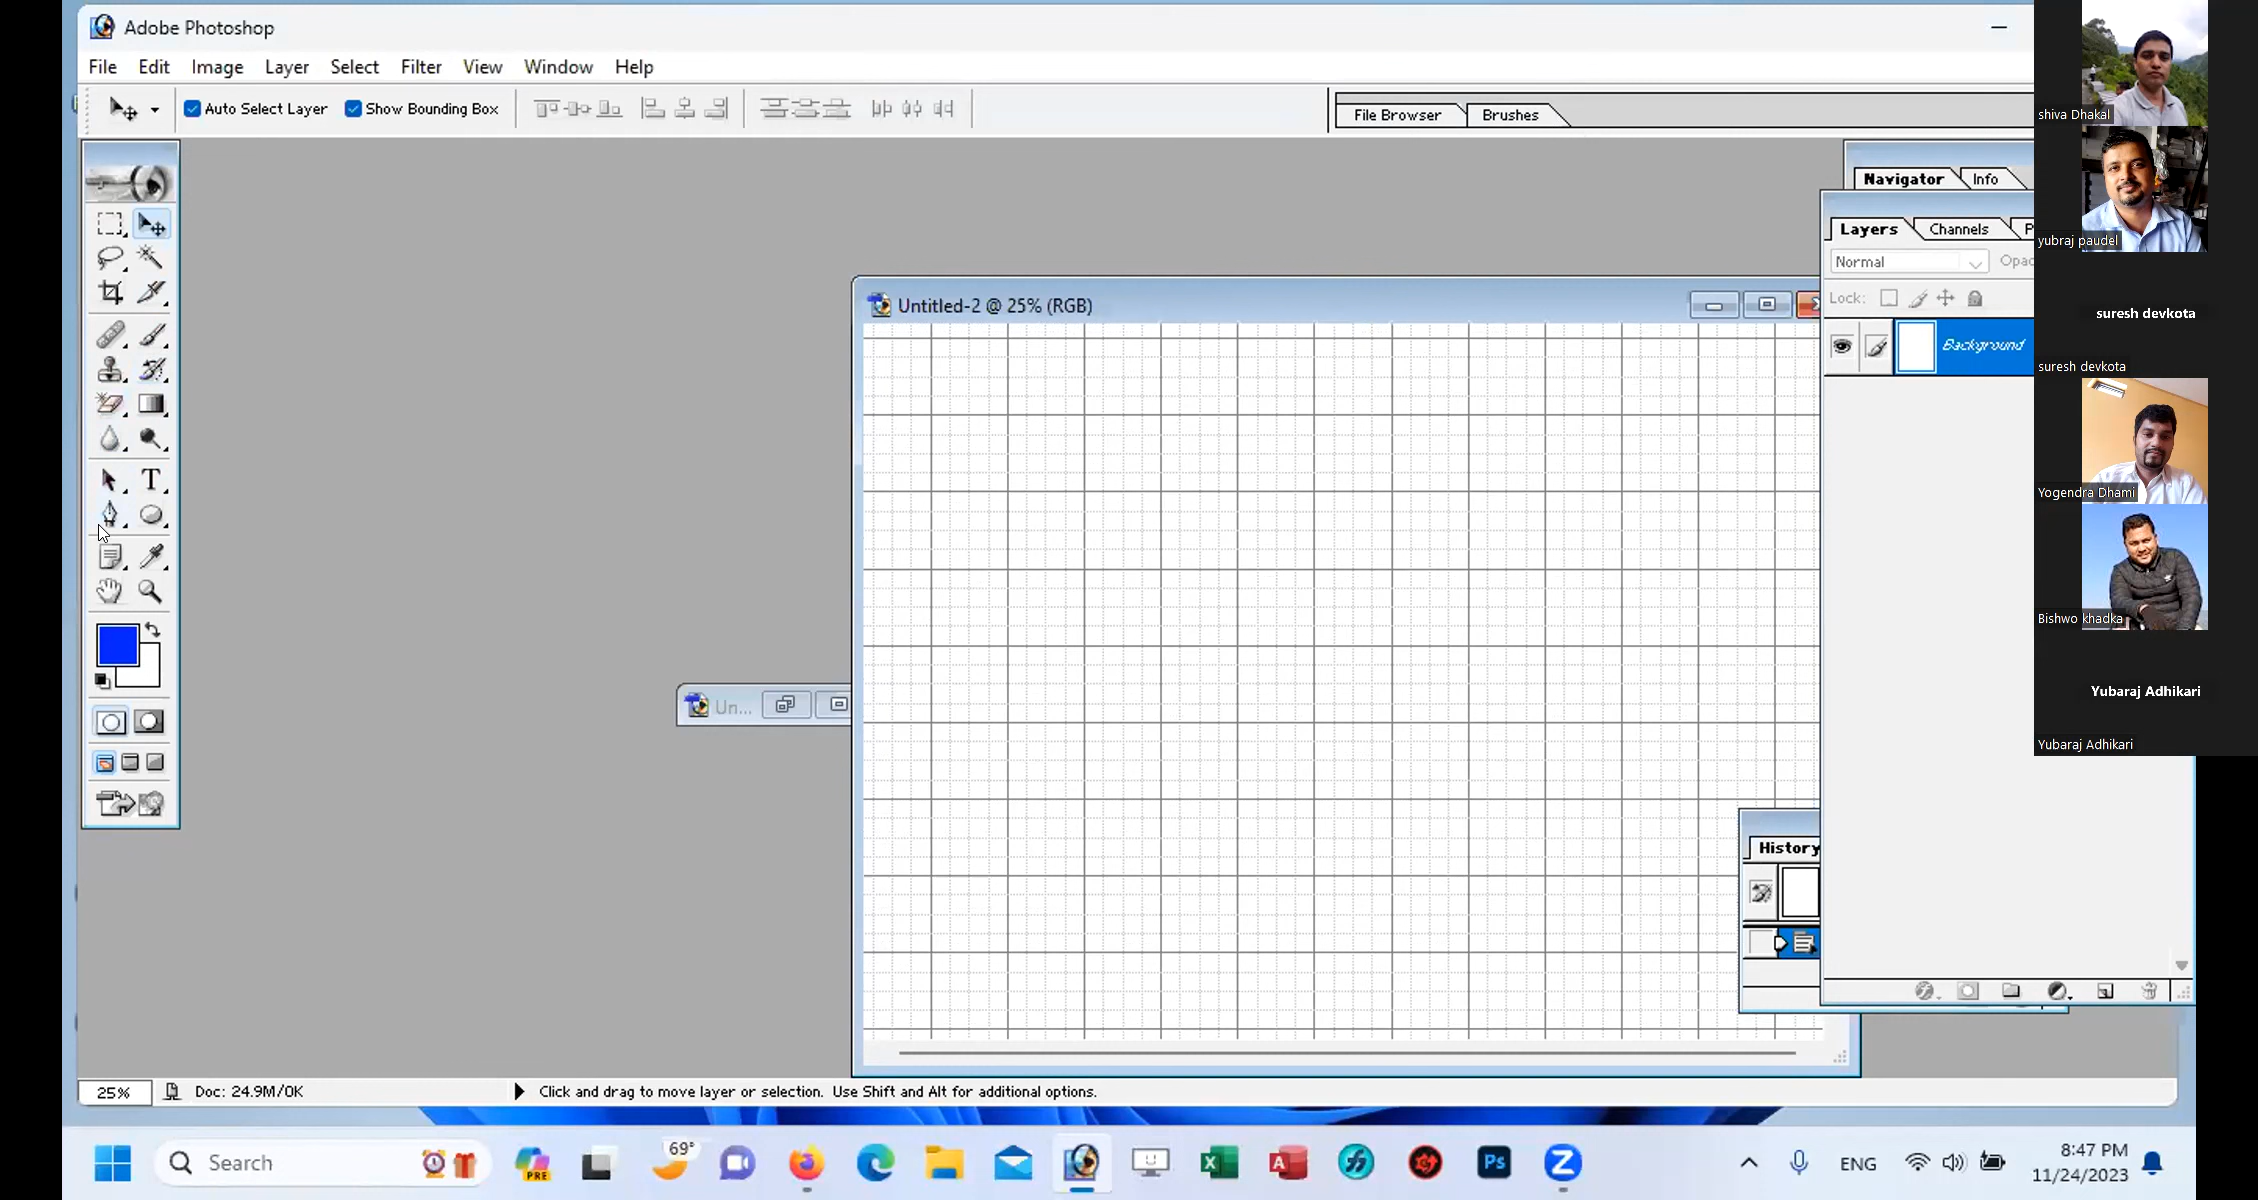 Adobe Photoshop
File Edit Image Layer Select Filter View Window Help
Auto Select Layer Show Bounding Box
File Browser Brushes
Navigator Info
Layers Channels
Normal
Lock:
Background
Untitled-2 @ 25% (RGB)
T
Un...
History
25% Doc: 24.9M/0K Click and drag to move layer or selection. Use Shift and Alt for additional options.
shiva Dhakal
yubraj paudel
suresh devkota
suresh devkota
Yogendra Dhami
Bishwo khadka
Yubaraj Adhikari
Yubaraj Adhikari
Search
PRE
69°
X
A
Ps
Z
ENG
8:47 PM
11/24/2023